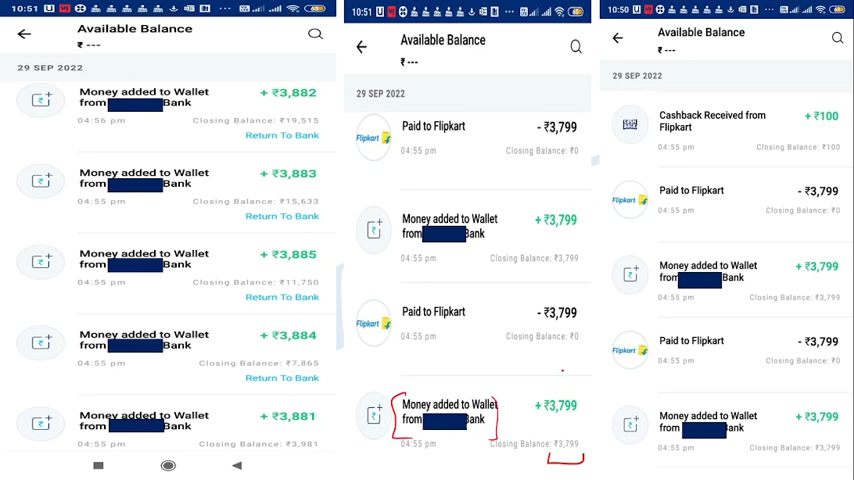 10:51
Available Balance
₹ ---
29 SEP 2022
Money added to Wallet
from Bank
+ ₹3,882
04:56 pm
Closing Balance: ₹19,515
Return To Bank
Money added to Wallet
from Bank
+ ₹3,883
04:55 pm
Closing Balance: ₹15,633
Return To Bank
Money added to Wallet
from Bank
+ ₹3,885
04:55 pm
Closing Balance: ₹11,750
Return To Bank
Money added to Wallet
from Bank
+ ₹3,884
04:55 pm
Closing Balance: ₹7,865
Return To Bank
Money added to Wallet
from Bank
+ ₹3,881
04:55 pm
Closing Balance: ₹3,981
10:51
Available Balance
₹ ---
29 SEP 2022
Flipkart
Paid to Flipkart
- ₹3,799
04:55 pm
Closing Balance: ₹0
Money added to Wallet
from Bank
+ ₹3,799
04:55 pm
Closing Balance: ₹3,799
Flipkart
Paid to Flipkart
- ₹3,799
04:55 pm
Closing Balance: ₹0
Money added to Wallet
from Bank
+ ₹3,799
04:55 pm
Closing Balance: ₹3,799
10:50
Available Balance
₹ ---
29 SEP 2022
Cashback Received from
Flipkart
+ ₹100
04:55 pm
Closing Balance: ₹100
Flipkart
Paid to Flipkart
- ₹3,799
04:55 pm
Closing Balance: ₹0
Money added to Wallet
from Bank
+ ₹3,799
04:55 pm
Closing Balance: ₹3,799
Flipkart
Paid to Flipkart
- ₹3,799
04:55 pm
Closing Balance: ₹0
Money added to Wallet
from Bank
+ ₹3,799
04:55 pm
Closing Balance: ₹3,799